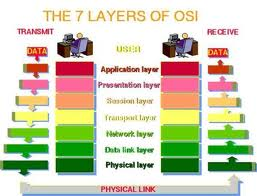 THE 7 LAYERS OF OSI
TRANSMIT
RECEIVE
DATA
USER
DATA
Application layer
Presentation layer
Session layer
Transport layer
Network layer
Data link layer
Physical layer
PHYSICAL LINK